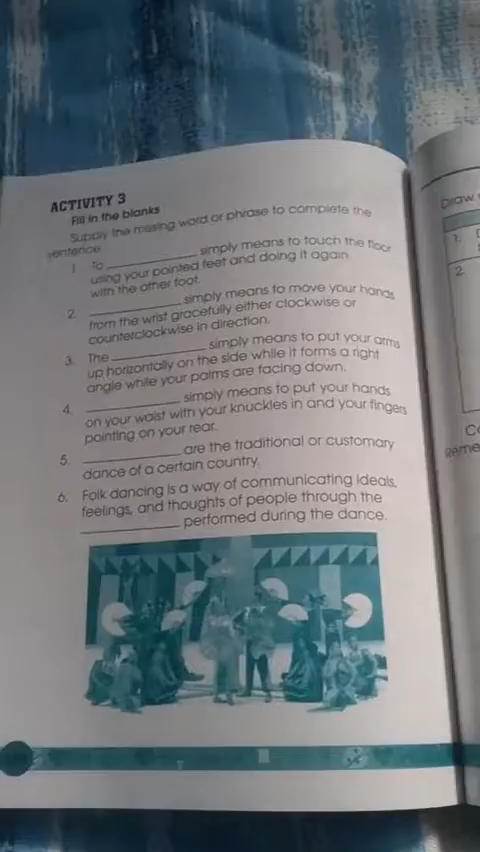 ACTIVITY 3
Fill in the blanks
Supply the missing word or phrase to complete the
sentence.
1. To ____________ simply means to touch the floor
using your pointed feet and doing it again
with the other foot.
2. ____________ simply means to move your hands
from the wrist gracefully either clockwise or
counterclockwise in direction.
3. The ____________ simply means to put your arms
up horizontally on the side while it forms a right
angle while your palms are facing down.
4. ____________ simply means to put your hands
on your waist with your knuckles in and your fingers
pointing on your rear.
5. ____________ are the traditional or customary
dance of a certain country.
6. Folk dancing is a way of communicating ideals,
feelings, and thoughts of people through the
____________ performed during the dance.
Draw
1.
2.